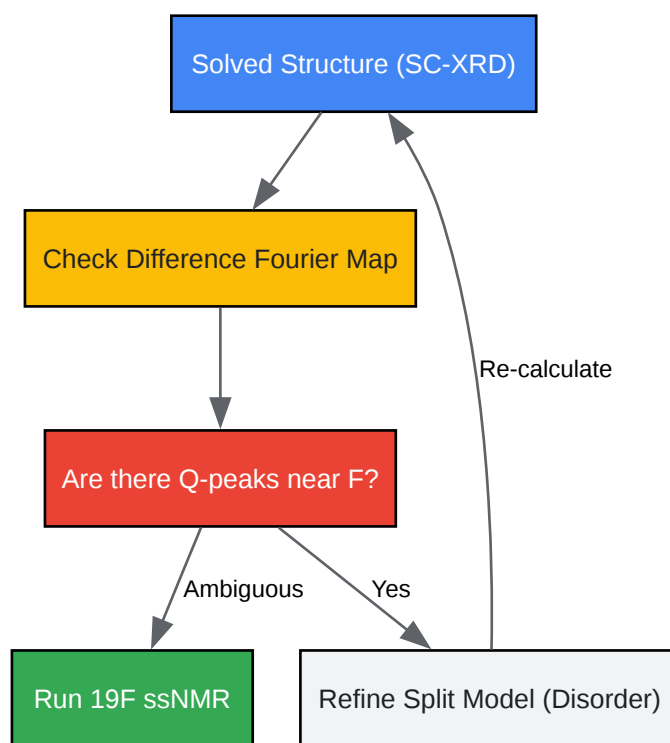 Solved Structure (SC-XRD)
Check Difference Fourier Map
Re-calculate
Are there Q-peaks near F?
Ambiguous
Yes
Run 19F ssNMR
Refine Split Model (Disorder)